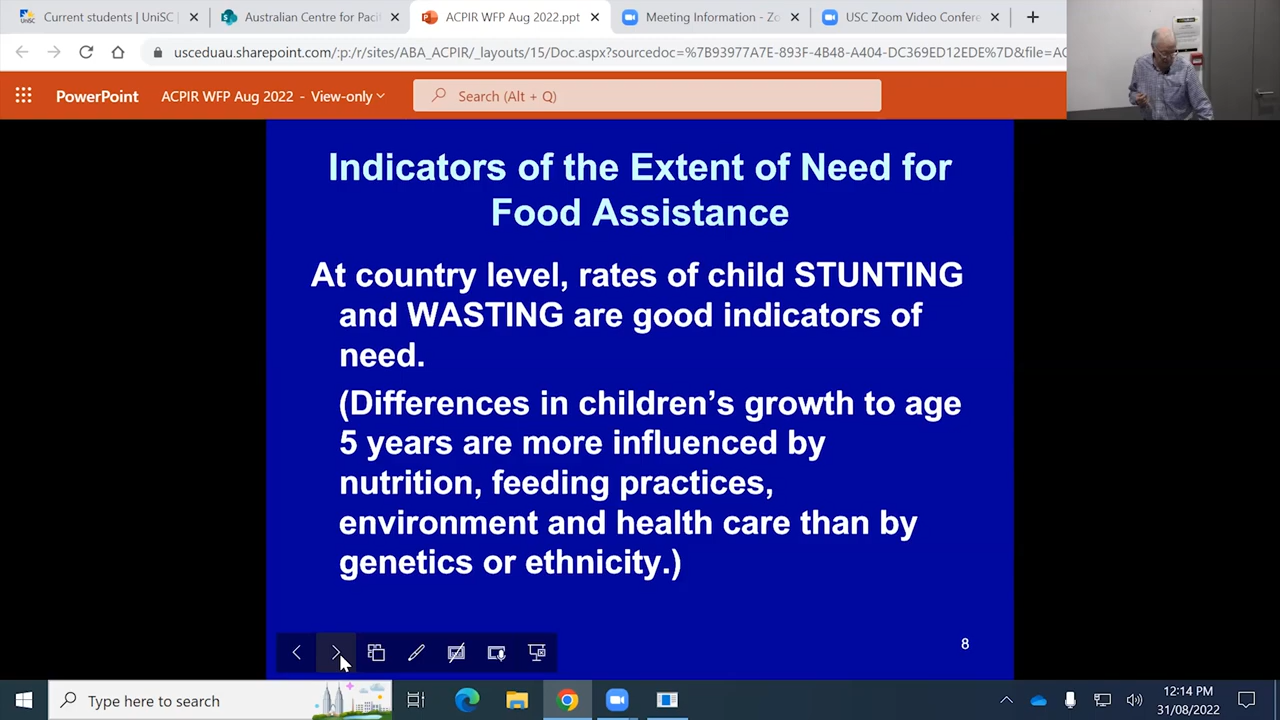 Current students | UniSC |
Australian Centre for Pacif
ACPIR WFP Aug 2022.ppt
Meeting Information - Zo
USC Zoom Video Confere
usceduau.sharepoint.com/:p:/r/sites/ABA_ACPIR/_layouts/15/Doc.aspx?sourcedoc=%7B93977A7E-893F-4B48-A404-DC369ED12EDE%7D&file=AC
PowerPoint
ACPIR WFP Aug 2022 - View-only
Search (Alt + Q)
Indicators of the Extent of Need for
Food Assistance
At country level, rates of child STUNTING
and WASTING are good indicators of
need.
(Differences in children’s growth to age
5 years are more influenced by
nutrition, feeding practices,
environment and health care than by
genetics or ethnicity.)
8
Type here to search
12:14 PM
31/08/2022